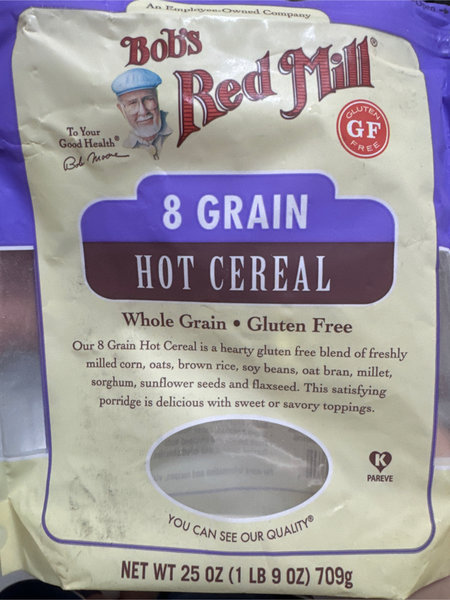 An Employee-Owned Company
Bob's
Red Mill®
To Your
Good Health®
Bob Moore
GLUTEN
GF
FREE
8 GRAIN
HOT CEREAL
Whole Grain • Gluten Free
Our 8 Grain Hot Cereal is a hearty gluten free blend of freshly
milled corn, oats, brown rice, soy beans, oat bran, millet,
sorghum, sunflower seeds and flaxseed. This satisfying
porridge is delicious with sweet or savory toppings.
K
PAREVE
YOU CAN SEE OUR QUALITY®
NET WT 25 OZ (1 LB 9 OZ) 709g